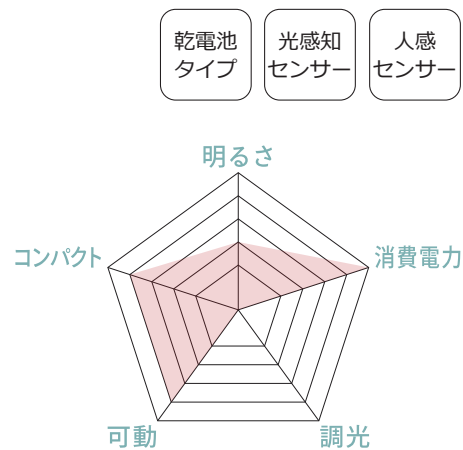 乾電池
タイプ
光感知
センサー
人感
センサー
明るさ
コンパクト
消費電力
可動
調光